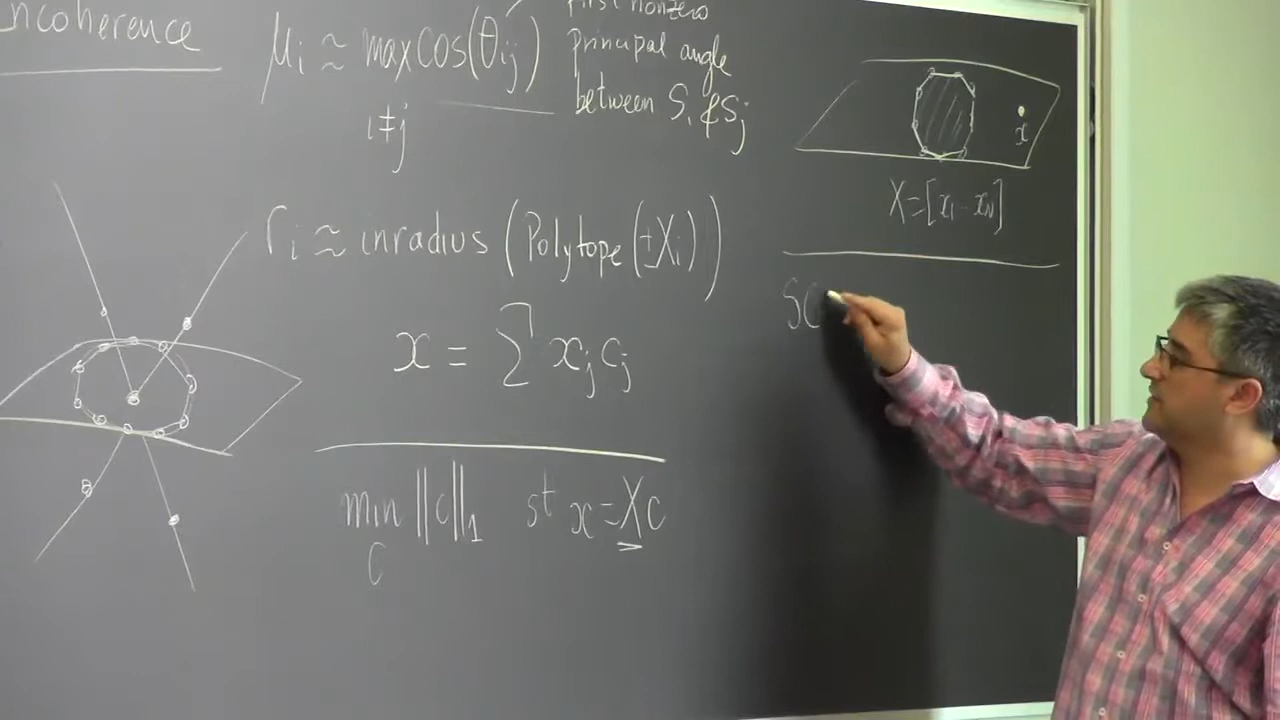 ncoherence
μi ≈ max cos(θij)
i≠j
first nonzero
principal angle
between Si & Sj
ri ≈ inradius (Polytope(±Xi))
x = Σ xj cj
min ||c||1 st x = Xc
c
x
X = [x1 - xN]
SC